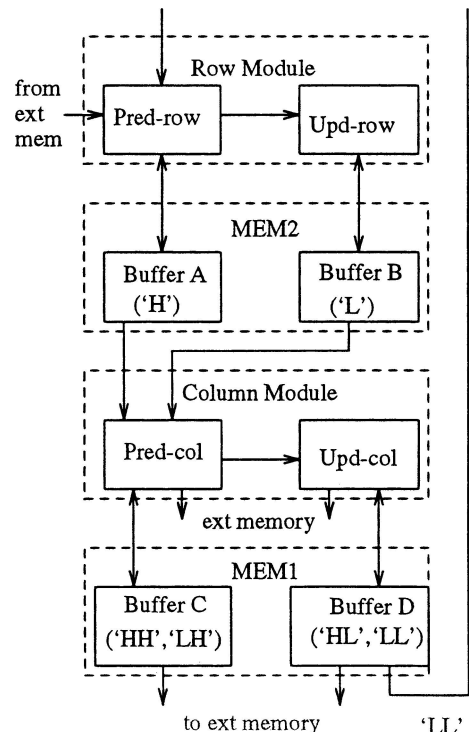 Row Module
from
ext
mem
Pred-row
Upd-row
MEM2
Buffer A
('H')
Buffer B
('L')
Column Module
Pred-col
Upd-col
ext memory
MEM1
Buffer C
('HH','LH')
Buffer D
('HL','LL')
to ext memory
'LL'